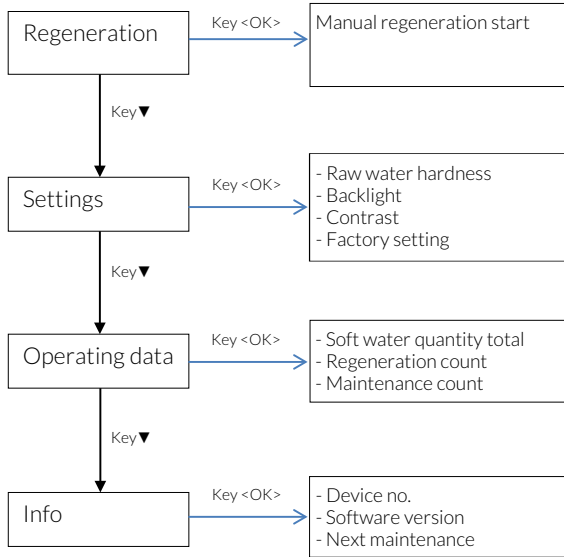 Regeneration
Key <OK>
Manual regeneration start
Key▼
Settings
Key <OK>
- Raw water hardness
- Backlight
- Contrast
- Factory setting
Key▼
Operating data
Key <OK>
- Soft water quantity total
- Regeneration count
- Maintenance count
Key▼
Info
Key <OK>
- Device no.
- Software version
- Next maintenance